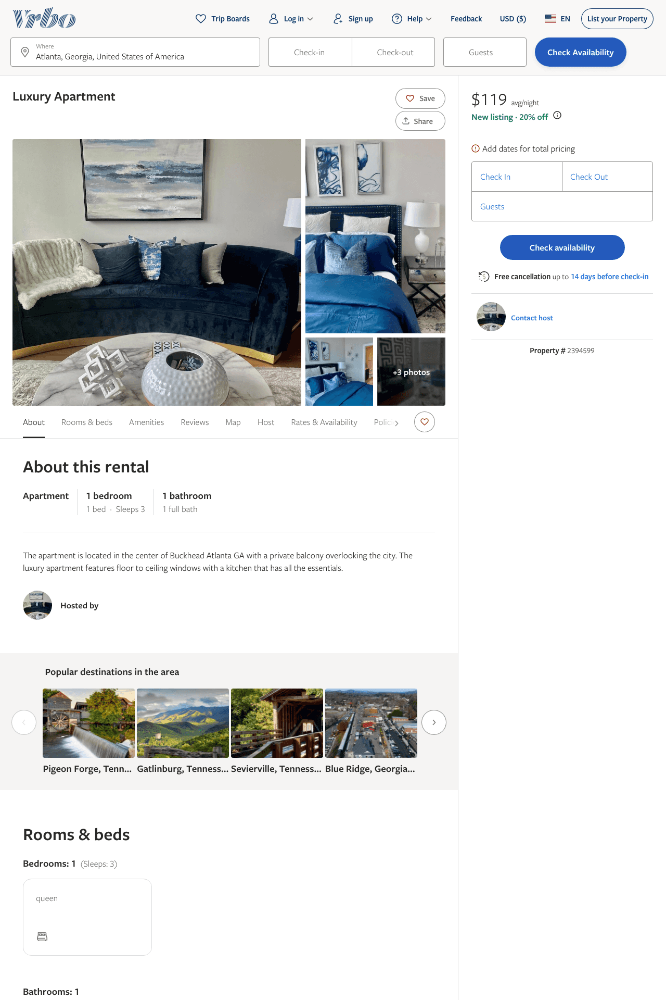 Vrbo
Trip Boards
Log in
Sign up
Help
Feedback
USD ($)
EN
List your Property
Where
Atlanta, Georgia, United States of America
Check-in
Check-out
Guests
Check Availability
Luxury Apartment
Save
Share
+3 photos
$119 avg/night
New listing · 20% off
Add dates for total pricing
Check In
Check Out
Guests
Check availability
Free cancellation up to 14 days before check-in
Contact host
Property # 2394599
About
Rooms & beds
Amenities
Reviews
Map
Host
Rates & Availability
Polici
About this rental
Apartment
1 bedroom
1 bed · Sleeps 3
1 bathroom
1 full bath
The apartment is located in the center of Buckhead Atlanta GA with a private balcony overlooking the city. The
luxury apartment features floor to ceiling windows with a kitchen that has all the essentials.
Hosted by
Popular destinations in the area
Pigeon Forge, Tenn...
Gatlinburg, Tenness...
Sevierville, Tenness...
Blue Ridge, Georgia...
Rooms & beds
Bedrooms: 1 (Sleeps: 3)
queen
Bathrooms: 1